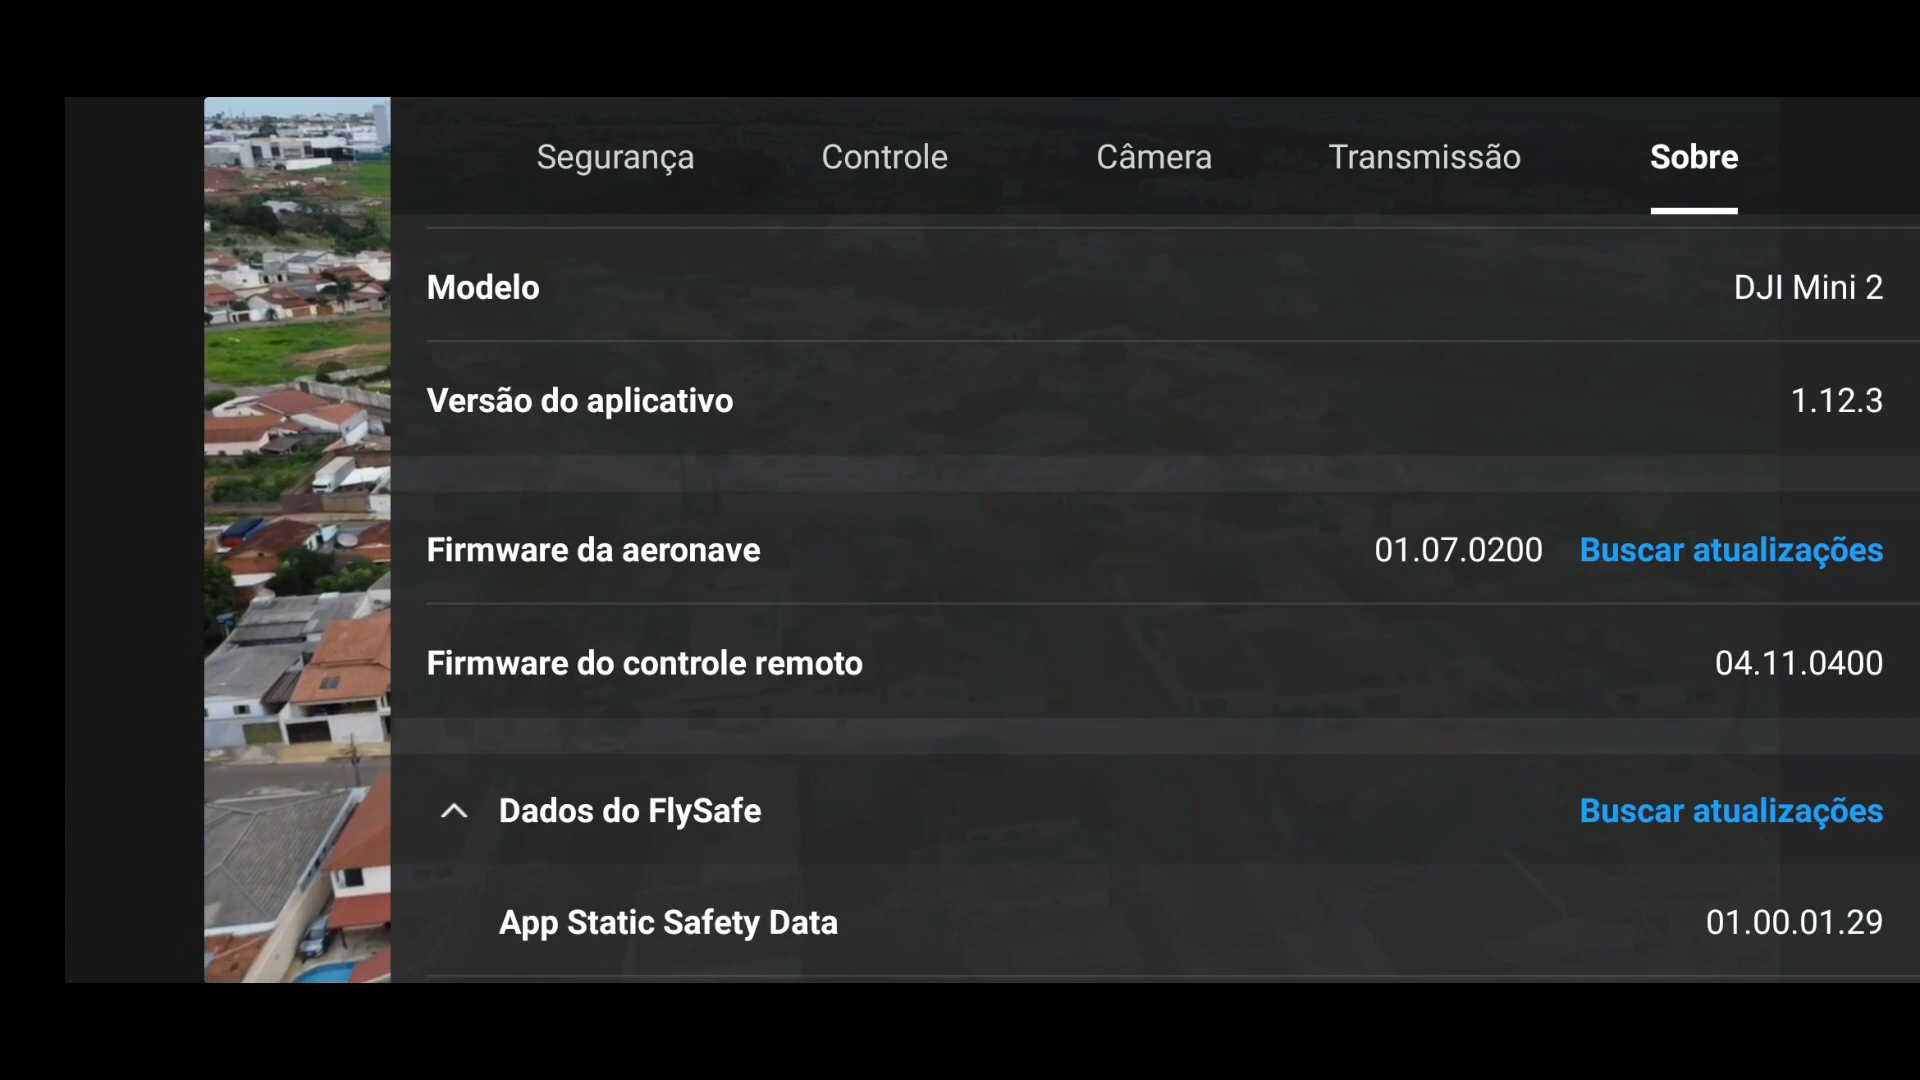 Segurança Controle Câmera Transmissão Sobre
Modelo DJI Mini 2
Versão do aplicativo 1.12.3
Firmware da aeronave 01.07.0200 Buscar atualizações
Firmware do controle remoto 04.11.0400
Dados do FlySafe Buscar atualizações
App Static Safety Data 01.00.01.29